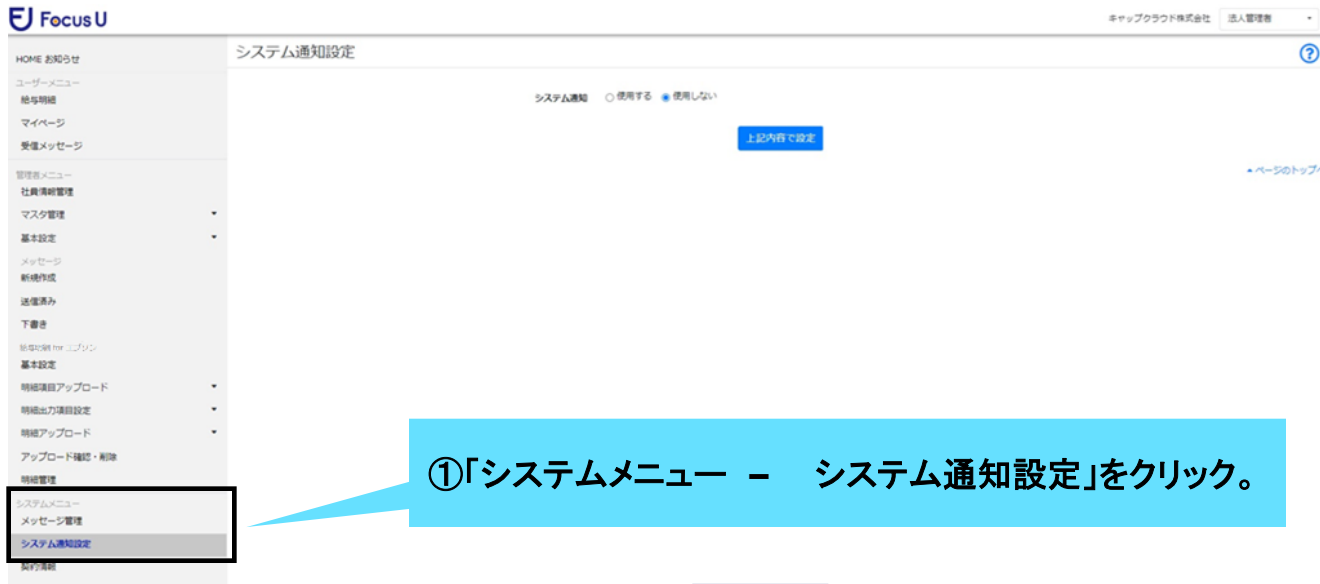 Focus U
キャップクラウド株式会社 法人管理者
HOME お知らせ
システム通知設定
?
ユーザーメニュー
給与明細
マイページ
受信メッセージ
システム通知 使用する 使用しない
上記内容で設定
ページのトップへ
管理者メニュー
社員情報管理
マスタ管理
基本設定
メッセージ
新規作成
送信済み
下書き
基本設定
明細項目アップロード
明細出力項目設定
明細アップロード
アップロード確認・削除
明細管理
システムメニュー
メッセージ管理
システム通知設定
契約情報
①「システムメニュー － システム通知設定」をクリック。